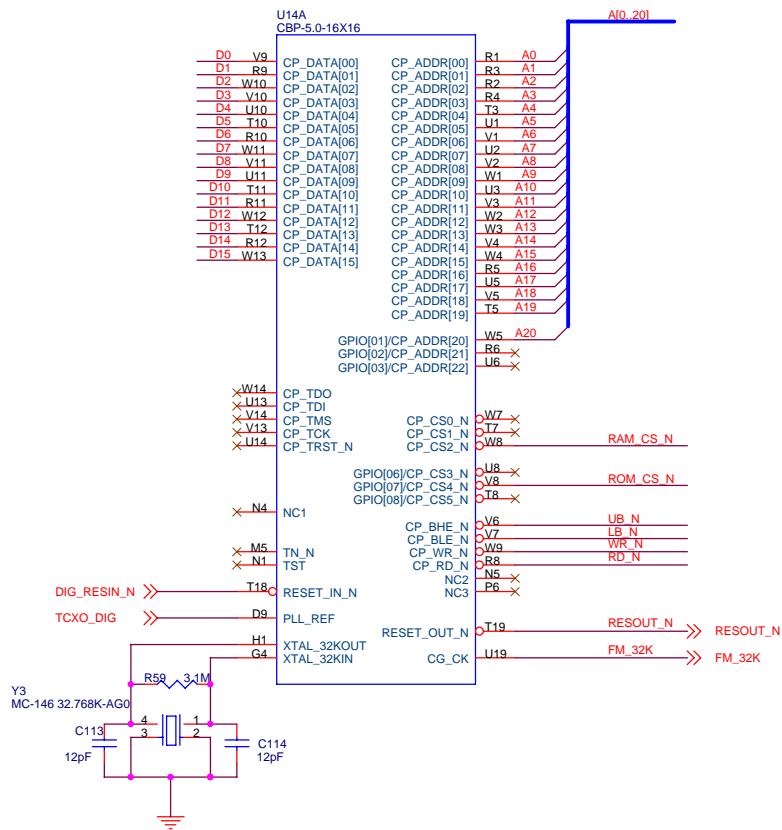 U14A
CBP-5.0-16X16
A[0..20]
D0 V9 CP_DATA[00] CP_ADDR[00] R1 A0
D1 R9 CP_DATA[01] CP_ADDR[01] R3 A1
D2 W10 CP_DATA[02] CP_ADDR[02] R2 A2
D3 V10 CP_DATA[03] CP_ADDR[03] R4 A3
D4 U10 CP_DATA[04] CP_ADDR[04] T3 A4
D5 T10 CP_DATA[05] CP_ADDR[05] U1 A5
D6 R10 CP_DATA[06] CP_ADDR[06] V1 A6
D7 W11 CP_DATA[07] CP_ADDR[07] U2 A7
D8 V11 CP_DATA[08] CP_ADDR[08] V2 A8
D9 U11 CP_DATA[09] CP_ADDR[09] W1 A9
D10 T11 CP_DATA[10] CP_ADDR[10] U3 A10
D11 R11 CP_DATA[11] CP_ADDR[11] V3 A11
D12 W12 CP_DATA[12] CP_ADDR[12] W2 A12
D13 T12 CP_DATA[13] CP_ADDR[13] W3 A13
D14 R12 CP_DATA[14] CP_ADDR[14] V4 A14
D15 W13 CP_DATA[15] CP_ADDR[15] W4 A15
CP_ADDR[16] R5 A16
CP_ADDR[17] U5 A17
CP_ADDR[18] V5 A18
CP_ADDR[19] T5 A19
GPIO[01]/CP_ADDR[20] W5 A20
GPIO[02]/CP_ADDR[21] R6
GPIO[03]/CP_ADDR[22] U6
W14 CP_TDO
U13 CP_TDI
V14 CP_TMS CP_CS0_N W7
V13 CP_TCK CP_CS1_N T7
U14 CP_TRST_N CP_CS2_N W8 RAM_CS_N
GPIO[06]/CP_CS3_N U8
GPIO[07]/CP_CS4_N V8 ROM_CS_N
GPIO[08]/CP_CS5_N T8
N4 NC1
CP_BHE_N V6 UB_N
CP_BLE_N V7 LB_N
M5 TN_N CP_WR_N W9 WR_N
N1 TST CP_RD_N R8 RD_N
NC2 N5
NC3 P6
DIG_RESIN_N T18 RESET_IN_N
TCXO_DIG D9 PLL_REF
RESET_OUT_N T19 RESOUT_N RESOUT_N
H1 XTAL_32KOUT
G4 XTAL_32KIN CG_CK U19 FM_32K FM_32K
R59 3.1M
Y3
MC-146 32.768K-AG0
4 1
3 2
C113
12pF
C114
12pF